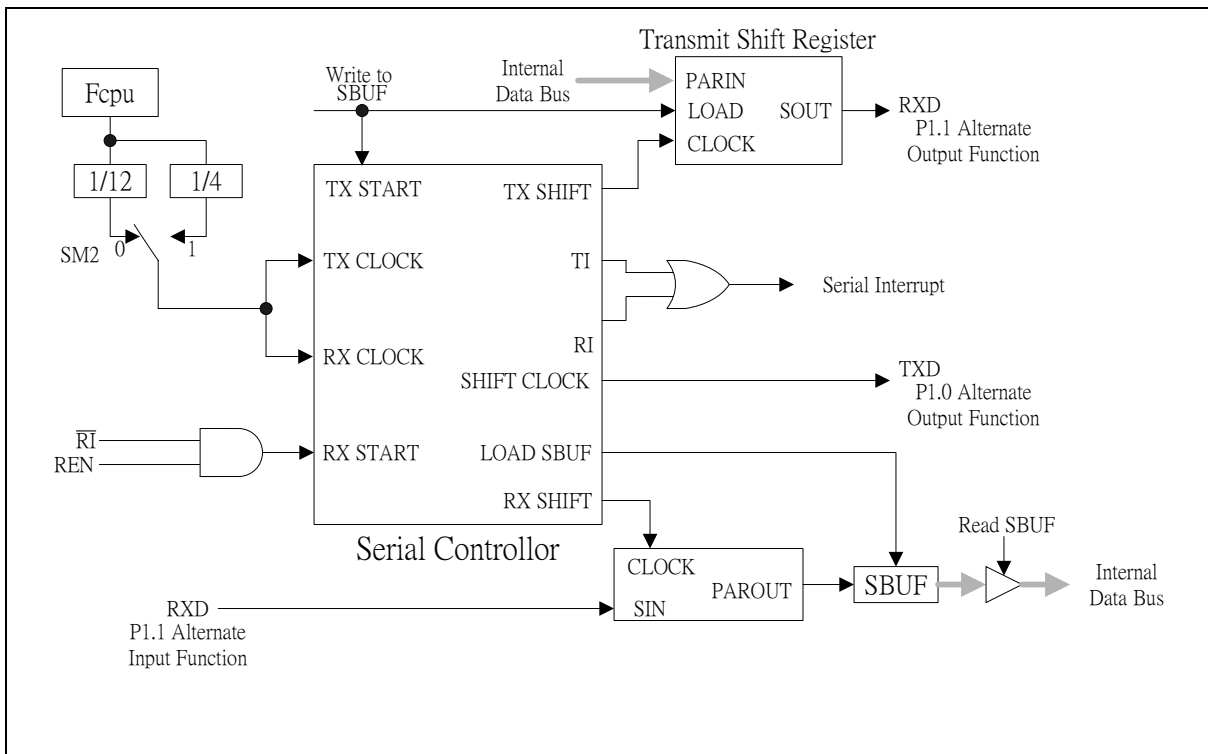 Transmit Shift Register
Fcpu
Write to
SBUF
Internal
Data Bus
PARIN
LOAD
SOUT
CLOCK
RXD
P1.1 Alternate
Output Function
1/12
1/4
SM2
0
1
TX START
TX SHIFT
TX CLOCK
TI
Serial Interrupt
RX CLOCK
RI
SHIFT CLOCK
TXD
P1.0 Alternate
Output Function
RI
REN
RX START
LOAD SBUF
RX SHIFT
Serial Controllor
Read SBUF
CLOCK
PAROUT
SIN
SBUF
Internal
Data Bus
RXD
P1.1 Alternate
Input Function